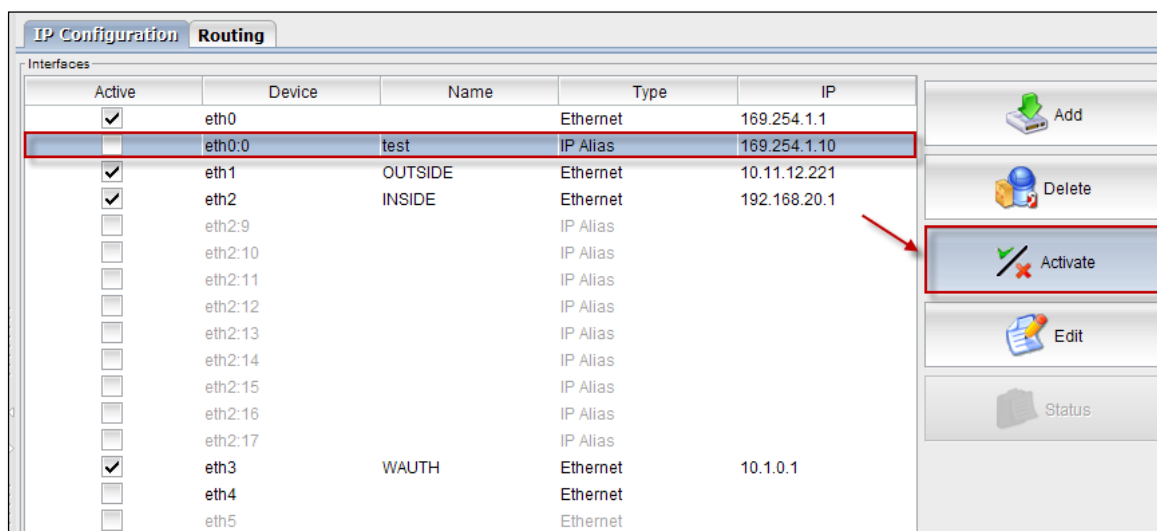 IP Configuration Routing
Interfaces
Active Device Name Type IP
eth0 Ethernet 169.254.1.1
eth0:0 test IP Alias 169.254.1.10
eth1 OUTSIDE Ethernet 10.11.12.221
eth2 INSIDE Ethernet 192.168.20.1
eth2:9 IP Alias
eth2:10 IP Alias
eth2:11 IP Alias
eth2:12 IP Alias
eth2:13 IP Alias
eth2:14 IP Alias
eth2:15 IP Alias
eth2:16 IP Alias
eth2:17 IP Alias
eth3 WAUTH Ethernet 10.1.0.1
eth4 Ethernet
eth5 Ethernet
Add
Delete
Activate
Edit
Status